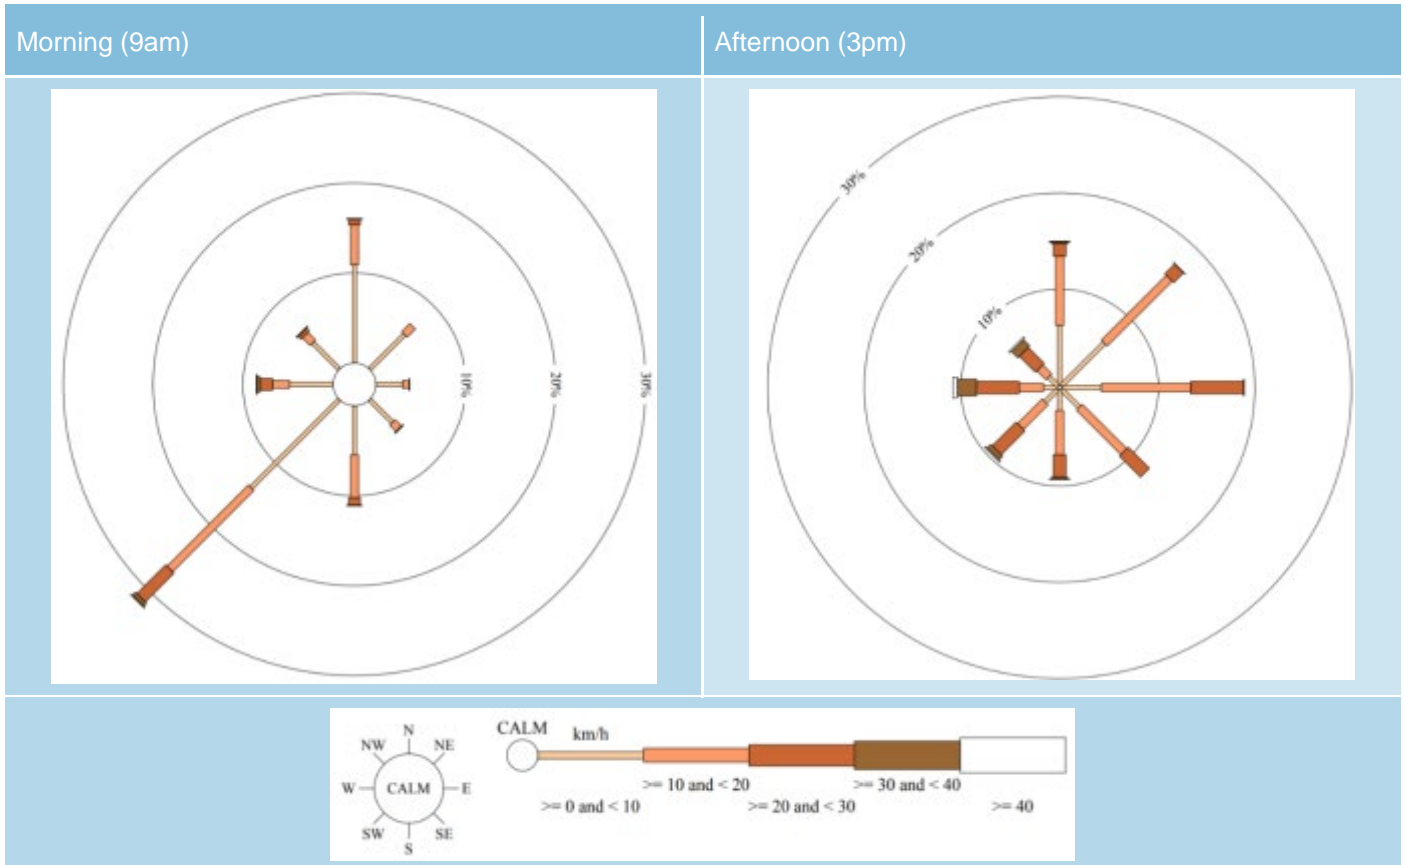 Morning (9am)
Afternoon (3pm)
10%
20%
30%
30%
20%
10%
N
NW
NE
W
CALM
E
SW
SE
S
CALM
km/h
>= 10 and < 20
>= 30 and < 40
>= 0 and < 10
>= 20 and < 30
>= 40